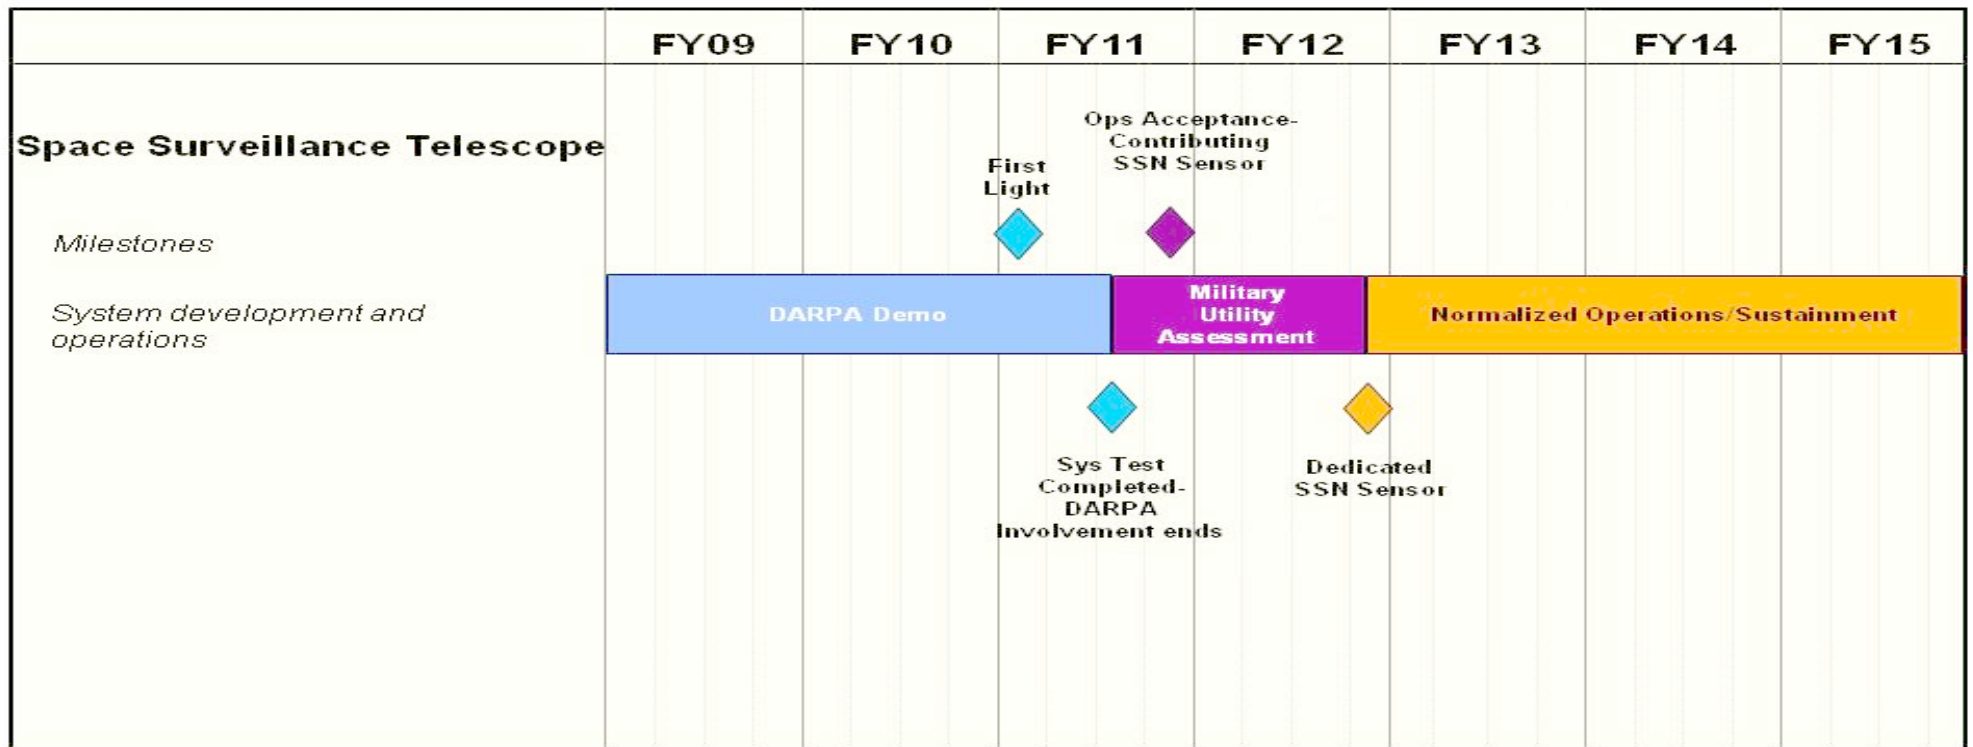 FY09 FY10 FY11 FY12 FY13 FY14 FY15
Space Surveillance Telescope
Ops Acceptance-
Contributing
SSN Sensor
First
Light
Milestones
System development and
operations
DARPA Demo
Military
Utility
Assessment
Normalized Operations/Sustainment
Sys Test
Completed-
DARPA
Involvement ends
Dedicated
SSN Sensor